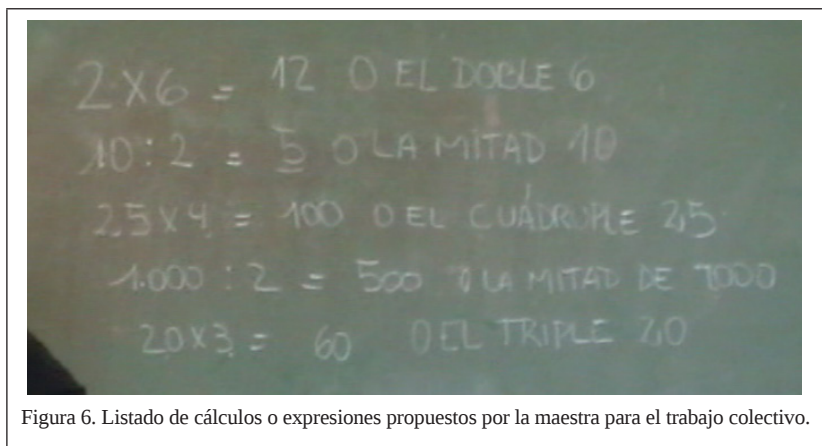 2X6 = 12 O EL DOBLE 6
10:2 = 5 O LA MITAD 10
25X4 = 100 O EL CUÁDRUPLE 25
1.000 : 2 = 500 O LA MITAD DE 1000
20X3 = 60 O EL TRIPLE 20
Figura 6. Listado de cálculos o expresiones propuestos por la maestra para el trabajo colectivo.